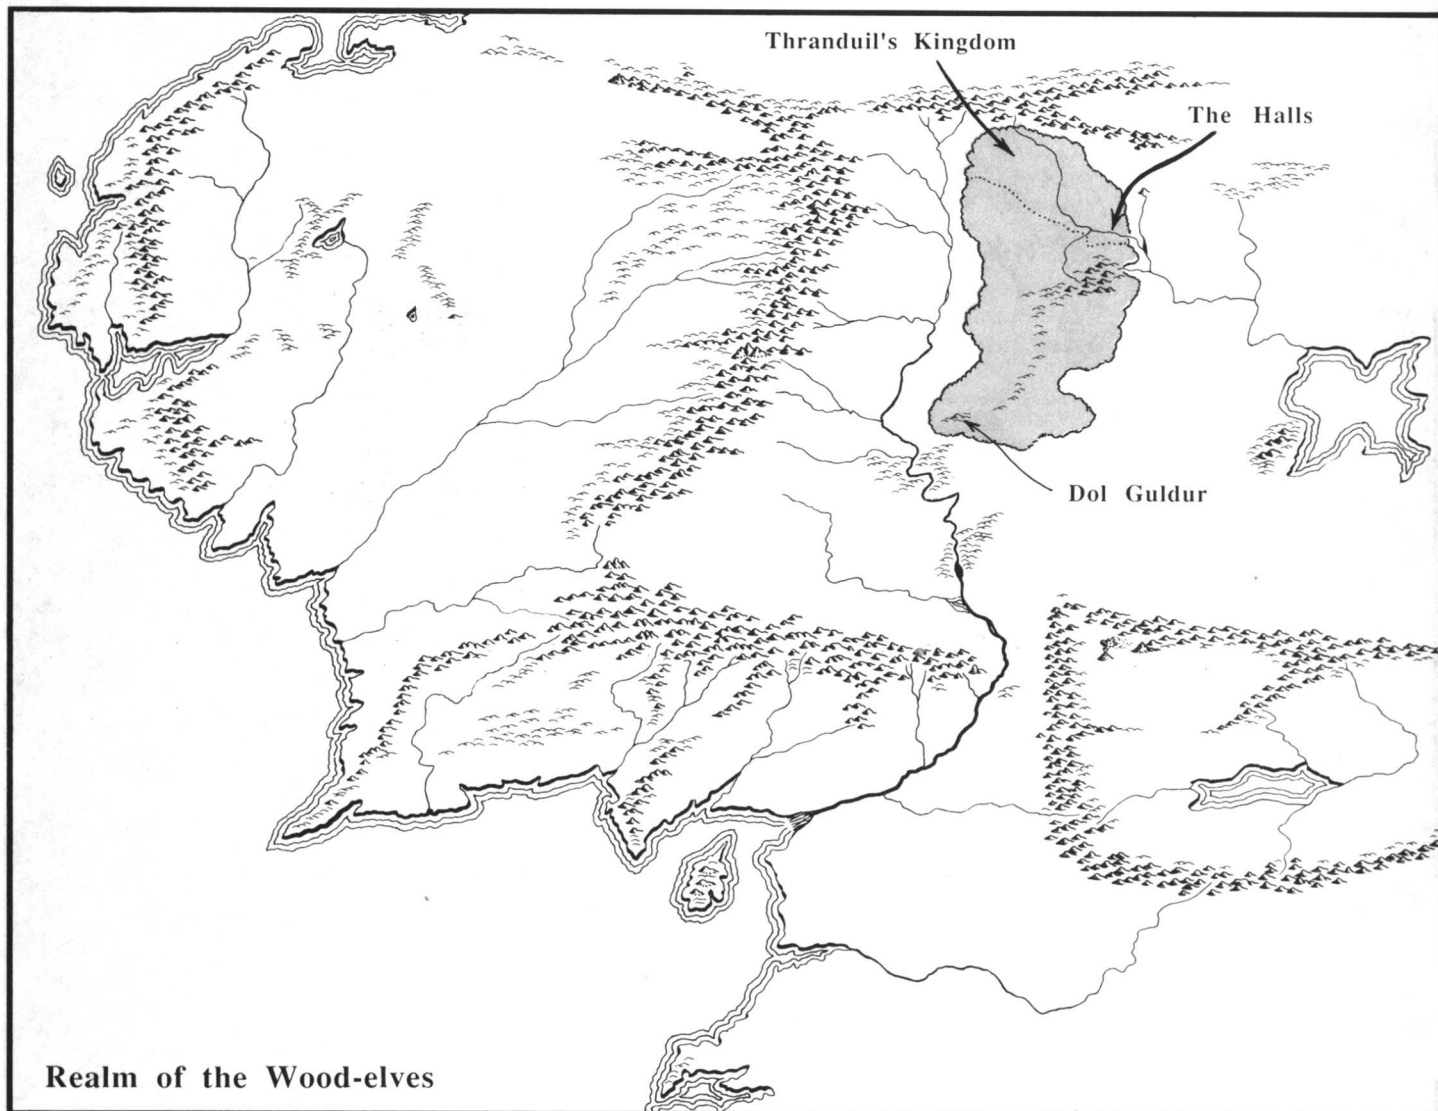 Thranduil's Kingdom
The Halls
Dol Guldur
Realm of the Wood-elves